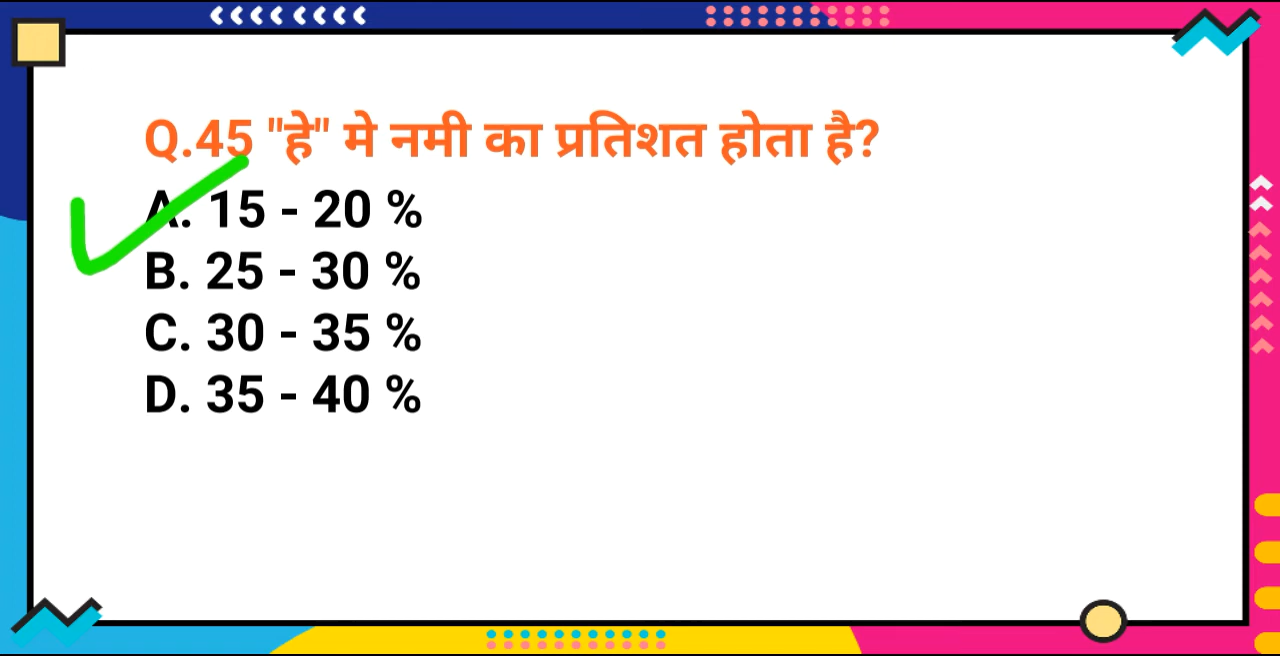 Q.45 "हे" मे नमी का प्रतिशत होता है?
A. 15 - 20 %
B. 25 - 30 %
C. 30 - 35 %
D. 35 - 40 %